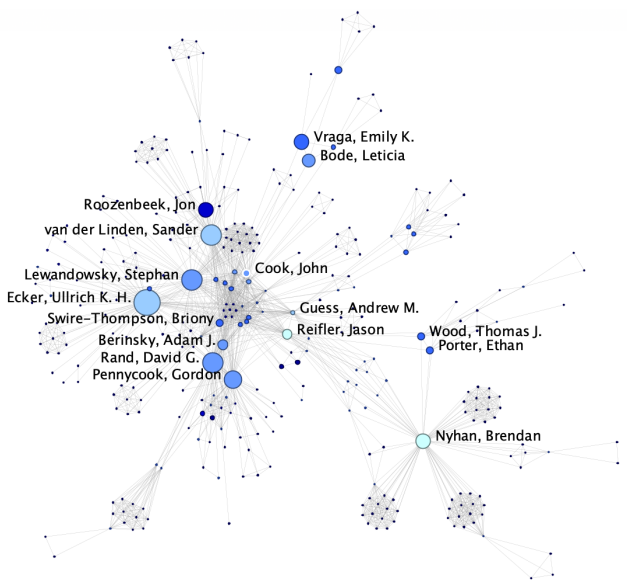 Vraga, Emily K.
Bode, Leticia
Roozenbeek, Jon
van der Linden, Sander
Cook, John
Lewandowsky, Stephan
Ecker, Ullrich K. H.
Guess, Andrew M.
Swire-Thompson, Briony
Reifler, Jason
Wood, Thomas J.
Berinsky, Adam J.
Porter, Ethan
Rand, David G.
Pennycook, Gordon
Nyhan, Brendan